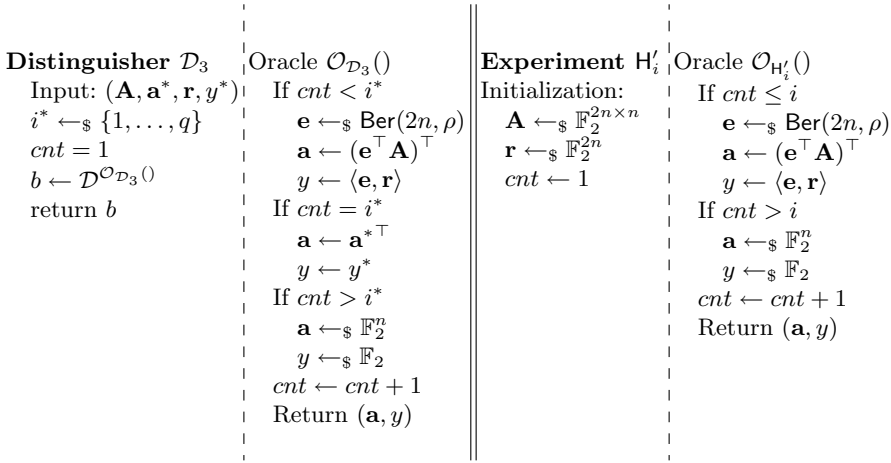 Distinguisher 𝒟₃
Input: (𝐀, 𝐚*, 𝐫, y*)
i* ←$ {1, . . . , q}
cnt = 1
b ← 𝒟^{𝒪_{𝒟₃}()}
return b
Oracle 𝒪_{𝒟₃}()
If cnt < i*
𝐞 ←$ Ber(2n, ρ)
𝐚 ← (𝐞^⊤𝐀)^⊤
y ← ⟨𝐞, 𝐫⟩
If cnt = i*
𝐚 ← 𝐚*^⊤
y ← y*
If cnt > i*
𝐚 ←$ 𝔽₂^n
y ←$ 𝔽₂
cnt ← cnt + 1
Return (𝐚, y)
Experiment H′_i
Initialization:
𝐀 ←$ 𝔽₂^{2n×n}
𝐫 ←$ 𝔽₂^{2n}
cnt ← 1
Oracle 𝒪_{H′_i}()
If cnt ≤ i
𝐞 ←$ Ber(2n, ρ)
𝐚 ← (𝐞^⊤𝐀)^⊤
y ← ⟨𝐞, 𝐫⟩
If cnt > i
𝐚 ←$ 𝔽₂^n
y ←$ 𝔽₂
cnt ← cnt + 1
Return (𝐚, y)